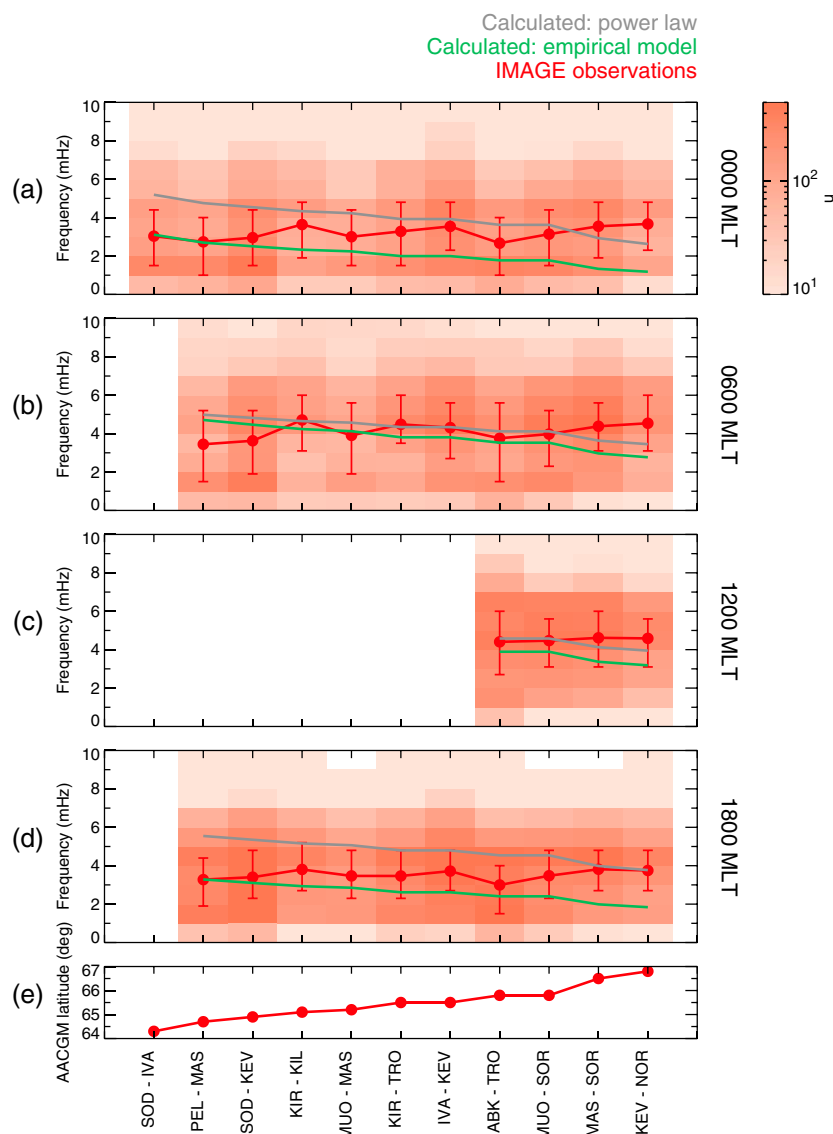 Calculated: power law
Calculated: empirical model
IMAGE observations
(a)
Frequency (mHz)
10
8
6
4
2
0
0000 MLT
10²
10¹
n
(b)
Frequency (mHz)
10
8
6
4
2
0
0600 MLT
(c)
Frequency (mHz)
10
8
6
4
2
0
1200 MLT
(d)
Frequency (mHz)
10
8
6
4
2
0
1800 MLT
(e)
AACGM latitude (deg)
67
66
65
64
SOD - IVA
PEL - MAS
SOD - KEV
KIR - KIL
MUO - MAS
KIR - TRO
IVA - KEV
ABK - TRO
MUO - SOR
MAS - SOR
KEV - NOR